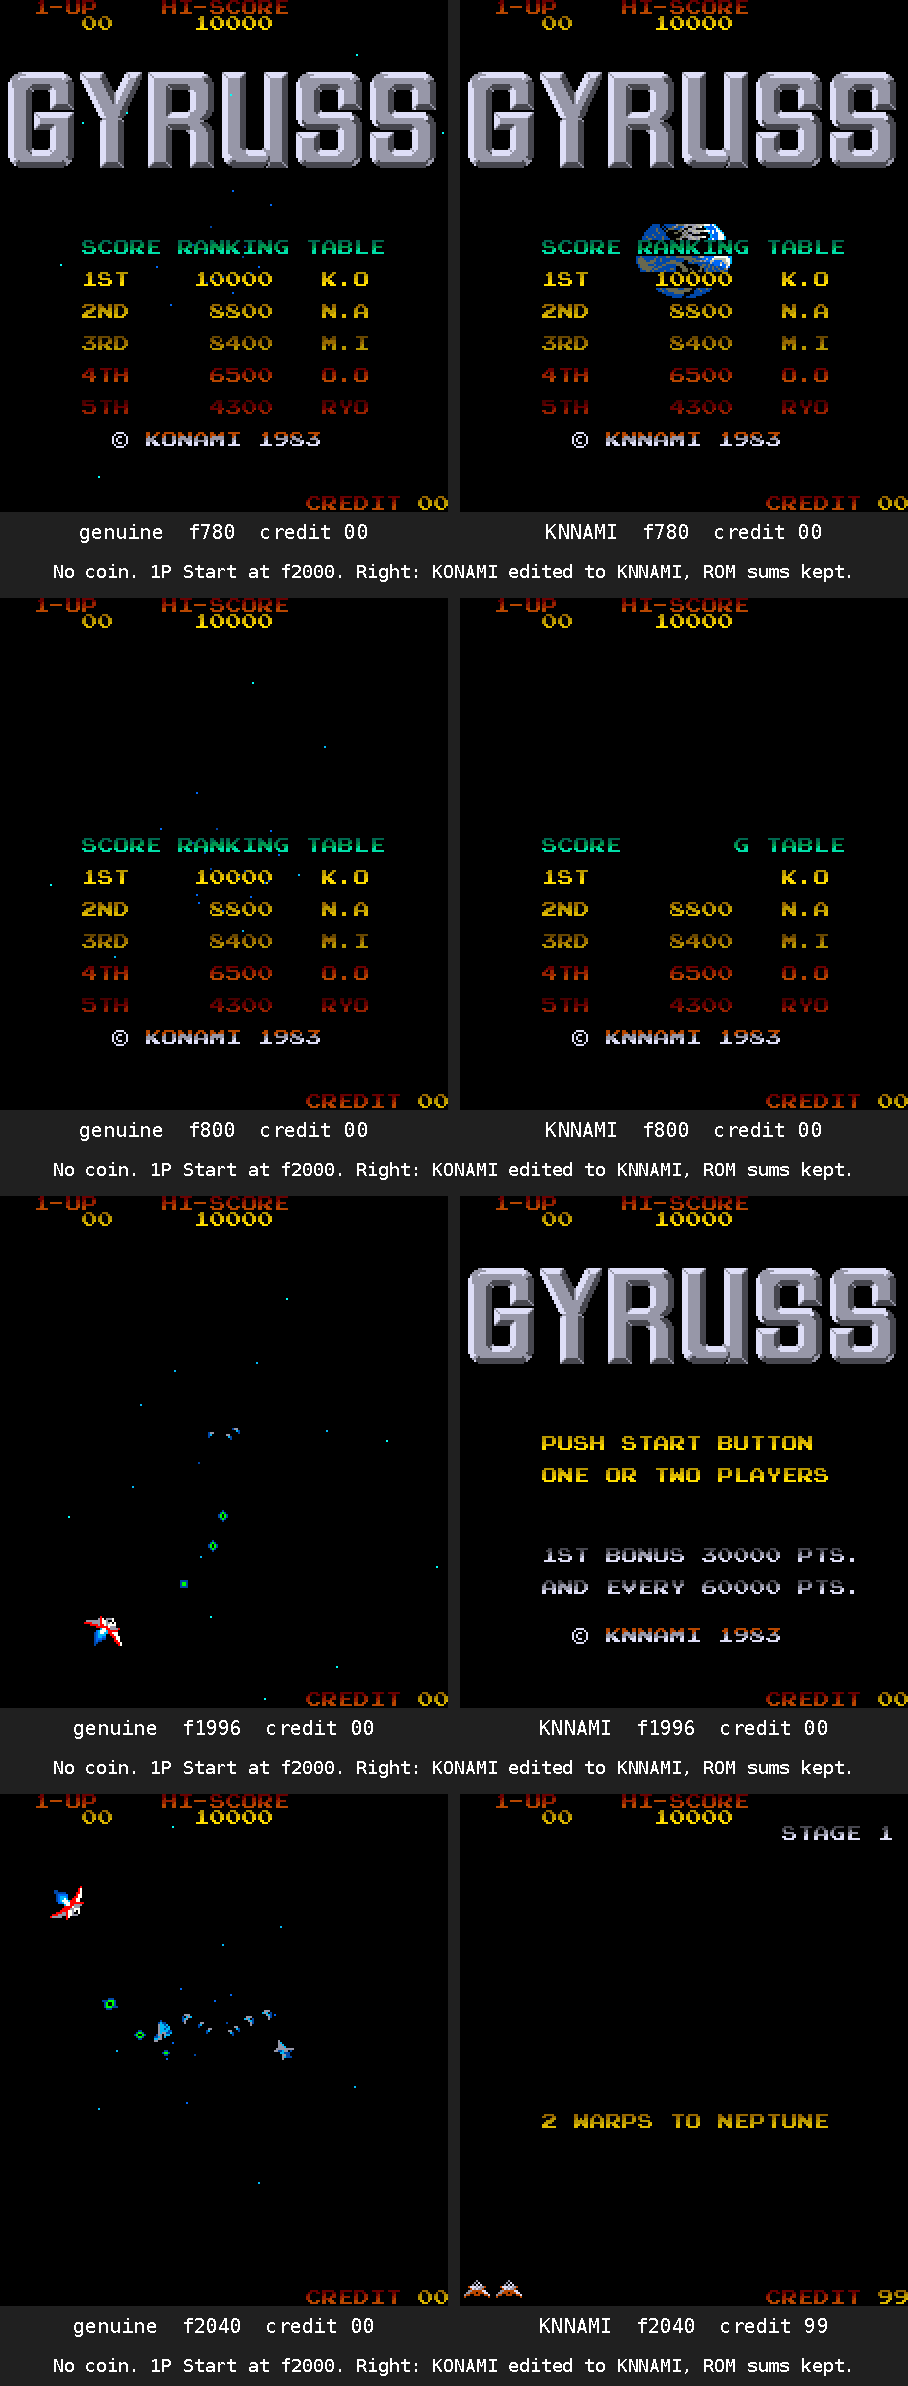 1-UP HI-SCORE 1-UP HI-SCORE
00 10000 00 10000
GYRUSS GYRUSS
SCORE RANKING TABLE SCORE RANKING TABLE
1ST 10000 K.O 1ST 10000 K.O
2ND 8800 N.A 2ND 8800 N.A
3RD 8400 M.I 3RD 8400 M.I
4TH 6500 O.O 4TH 6500 O.O
5TH 4300 RYO 5TH 4300 RYO
© KONAMI 1983 © KNNAMI 1983
CREDIT 00 CREDIT 00
genuine f780 credit 00 KNNAMI f780 credit 00
No coin. 1P Start at f2000. Right: KONAMI edited to KNNAMI, ROM sums kept.
1-UP HI-SCORE 1-UP HI-SCORE
00 10000 00 10000
SCORE RANKING TABLE SCORE G TABLE
1ST 10000 K.O 1ST K.O
2ND 8800 N.A 2ND 8800 N.A
3RD 8400 M.I 3RD 8400 M.I
4TH 6500 O.O 4TH 6500 O.O
5TH 4300 RYO 5TH 4300 RYO
© KONAMI 1983 © KNNAMI 1983
CREDIT 00 CREDIT 00
genuine f800 credit 00 KNNAMI f800 credit 00
No coin. 1P Start at f2000. Right: KONAMI edited to KNNAMI, ROM sums kept.
1-UP HI-SCORE 1-UP HI-SCORE
00 10000 00 10000
GYRUSS
PUSH START BUTTON
ONE OR TWO PLAYERS
1ST BONUS 30000 PTS.
AND EVERY 60000 PTS.
© KNNAMI 1983
CREDIT 00 CREDIT 00
genuine f1996 credit 00 KNNAMI f1996 credit 00
No coin. 1P Start at f2000. Right: KONAMI edited to KNNAMI, ROM sums kept.
1-UP HI-SCORE 1-UP HI-SCORE
00 10000 00 10000
STAGE 1
2 WARPS TO NEPTUNE
CREDIT 00 CREDIT 99
genuine f2040 credit 00 KNNAMI f2040 credit 99
No coin. 1P Start at f2000. Right: KONAMI edited to KNNAMI, ROM sums kept.